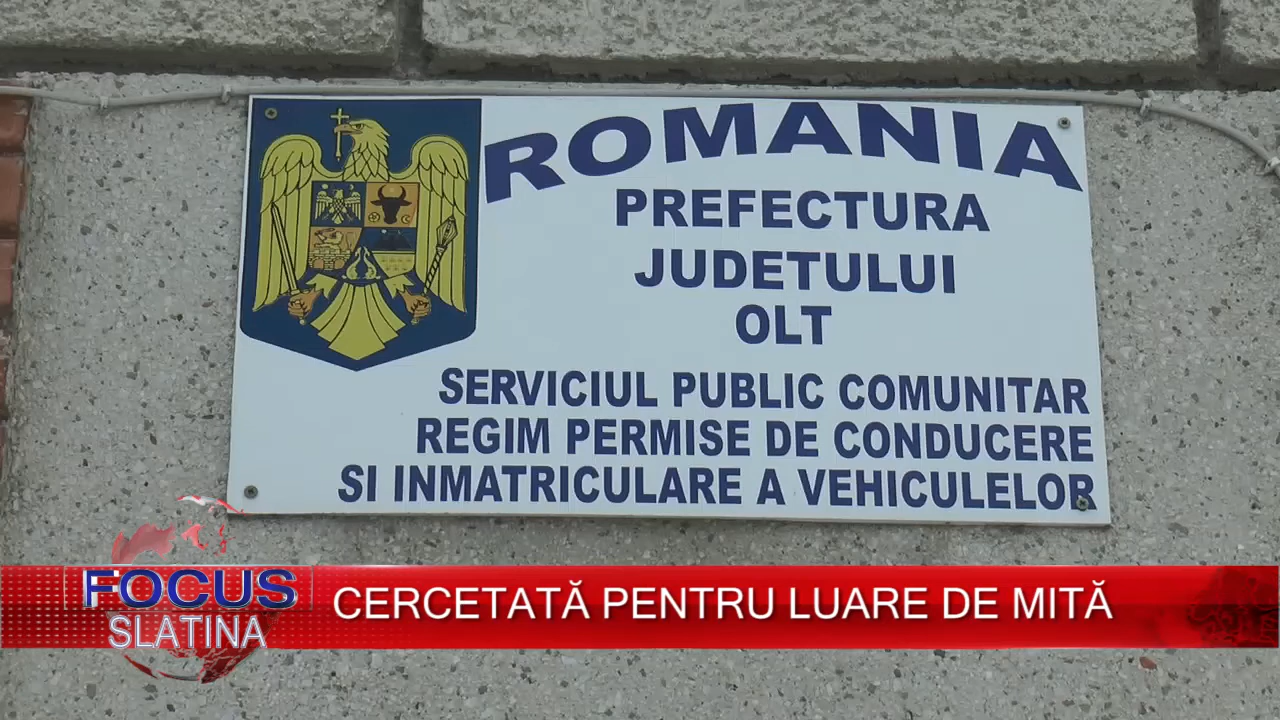 ROMANIA
PREFECTURA
JUDETULUI
OLT
SERVICIUL PUBLIC COMUNITAR
REGIM PERMISE DE CONDUCERE
SI INMATRICULARE A VEHICULELOR
FOCUS
SLATINA
CERCETATĂ PENTRU LUARE DE MITĂ